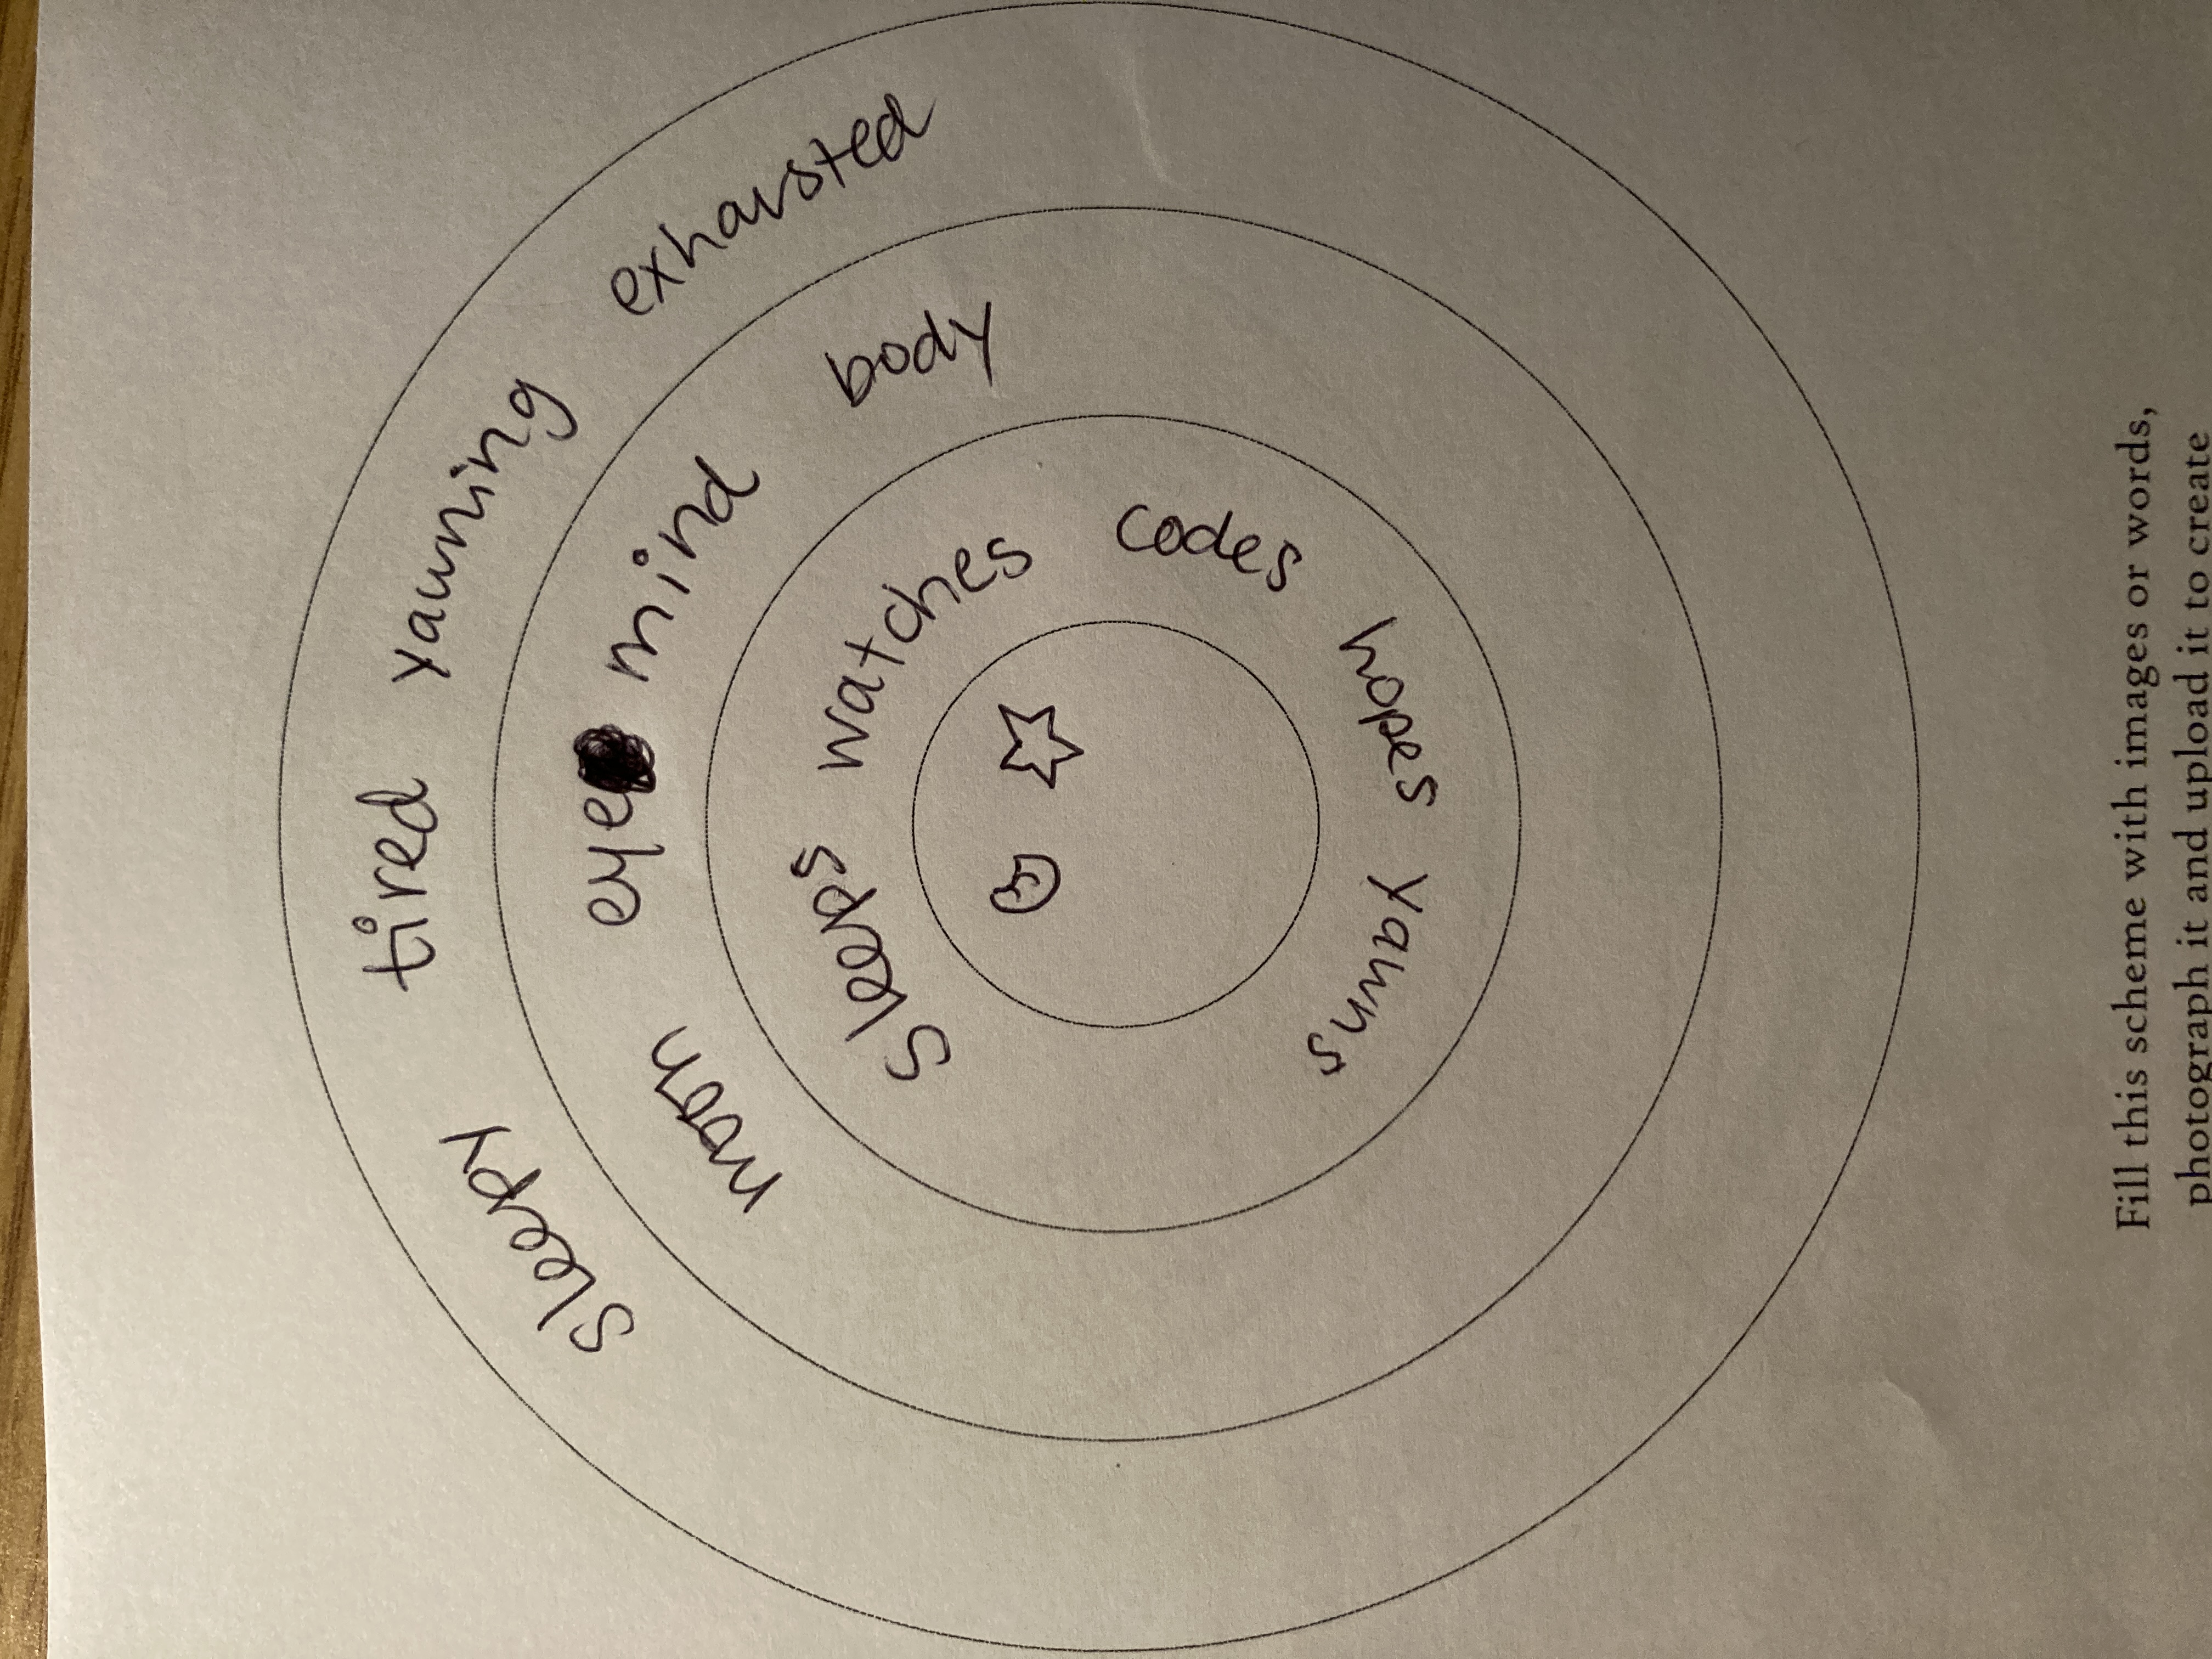 sleepy tired yawning exhausted
moon eye mind body
sleeps watches codes hopes yawns
Fill this scheme with images or words,
photograph it and upload it to create